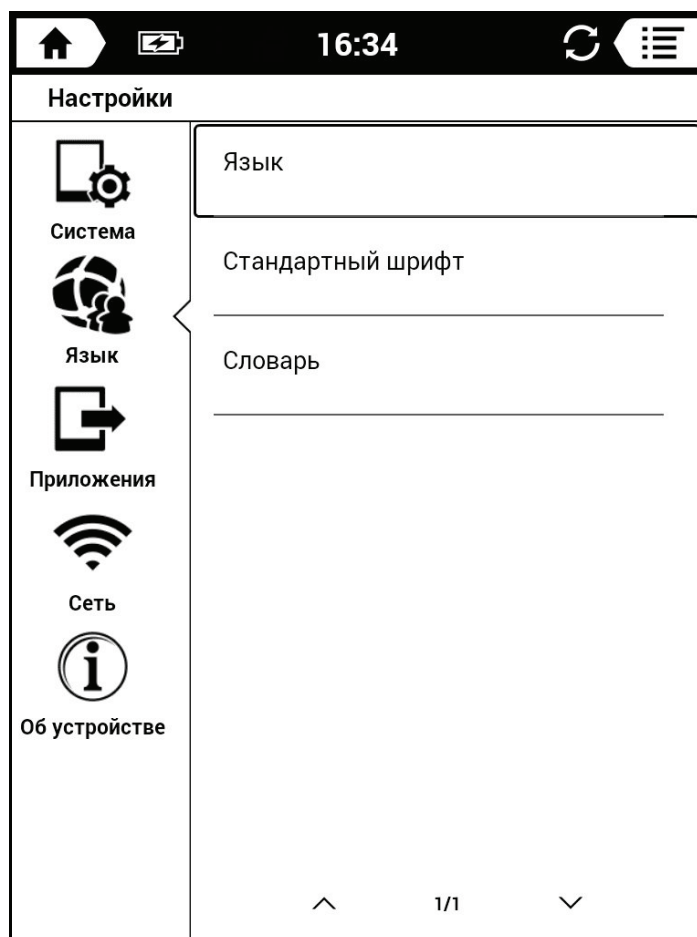 16:34
Настройки
Система
Язык
Приложения
Сеть
Об устройстве
Язык
Стандартный шрифт
Словарь
1/1